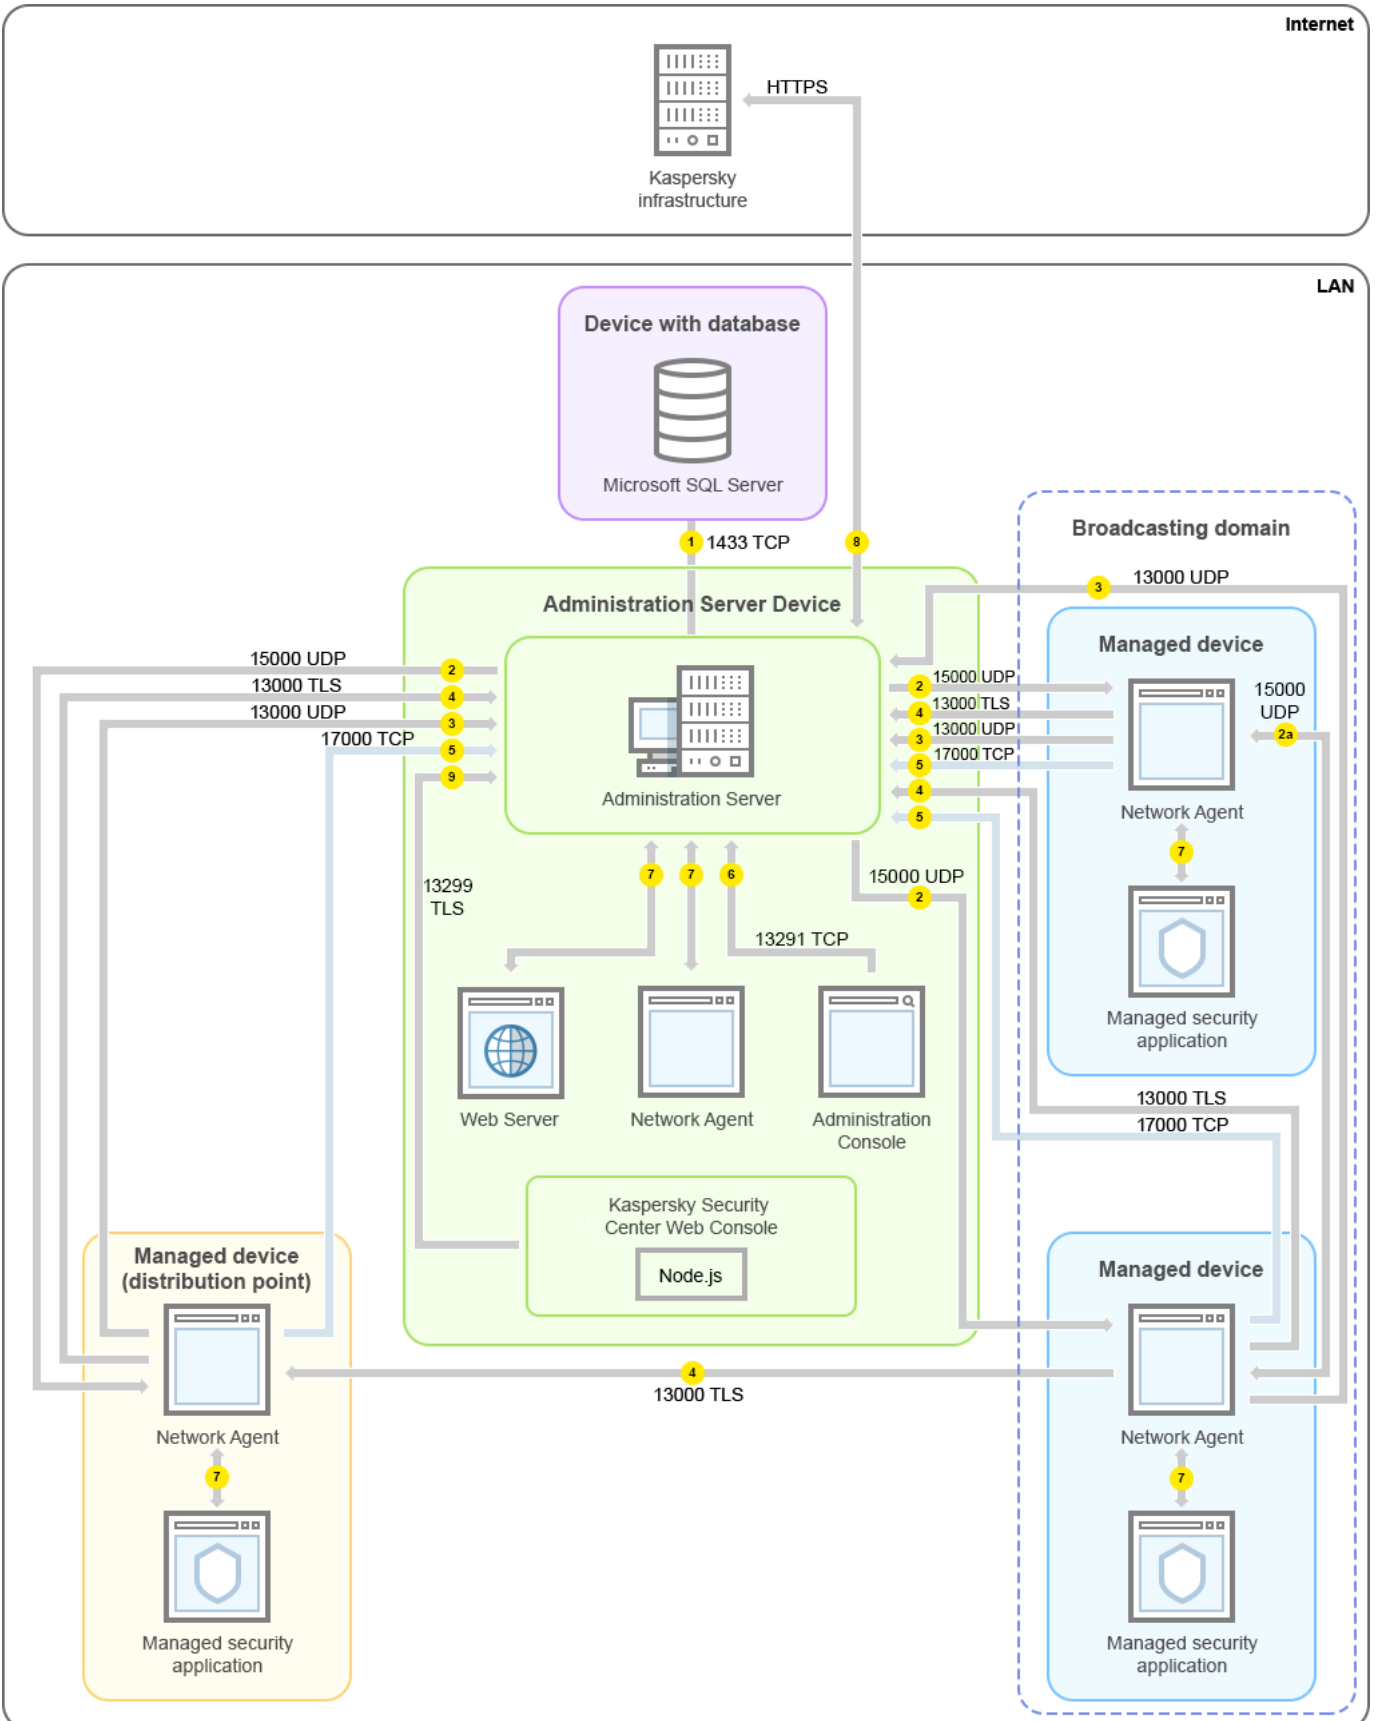 Internet
HTTPS
Kaspersky
infrastructure
LAN
Device with database
Microsoft SQL Server
1
1433 TCP
8
Broadcasting domain
3
13000 UDP
Administration Server Device
Managed device
15000 UDP
2
13000 TLS
4
13000 UDP
3
17000 TCP
5
9
Administration Server
2
15000 UDP
4
13000 TLS
3
13000 UDP
5
17000 TCP
4
5
15000
UDP
2a
Network Agent
7
Managed security
application
7
7
6
15000 UDP
2
13299
TLS
13291 TCP
Web Server
Network Agent
Administration
Console
13000 TLS
17000 TCP
Kaspersky Security
Center Web Console
Node.js
Managed device
(distribution point)
Network Agent
7
Managed security
application
4
13000 TLS
Managed device
Network Agent
7
Managed security
application